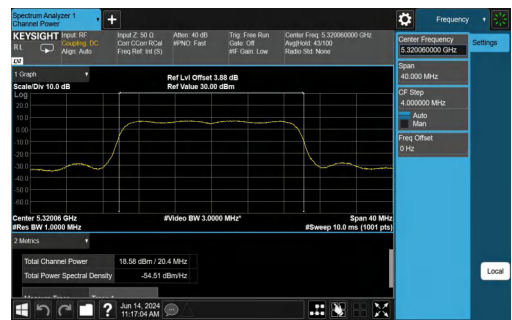 Spectrum Analyzer 1
Channel Power
Frequency
KEYSIGHT
RL
Input: RF
Coupling: DC
Align: Auto
Input Z: 50 Ω
Corr CCorr RCal
Freq Ref: Int (S)
Atten: 40 dB
#PNO: Fast
Trig: Free Run
Gate: Off
#IF Gain: Low
Center Freq: 5.320060000 GHz
Avg|Hold: 43/100
Radio Std: None
LVI
Center Frequency
5.320060000 GHz
Settings
Span
40.000 MHz
CF Step
4.000000 MHz
Auto
Man
Freq Offset
0 Hz
1 Graph
Scale/Div 10.0 dB
Ref Lvl Offset 3.88 dB
Ref Value 30.00 dBm
Log
20.0
10.0
0.00
-10.0
-20.0
-30.0
-40.0
-50.0
-60.0
Center 5.32006 GHz
#Res BW 1.0000 MHz
#Video BW 3.0000 MHz*
Span 40 MHz
#Sweep 10.0 ms (1001 pts)
2 Metrics
Total Channel Power 18.58 dBm / 20.4 MHz
Total Power Spectral Density -54.51 dBm/Hz
Local
?
Jun 14, 2024
11:17:04 AM